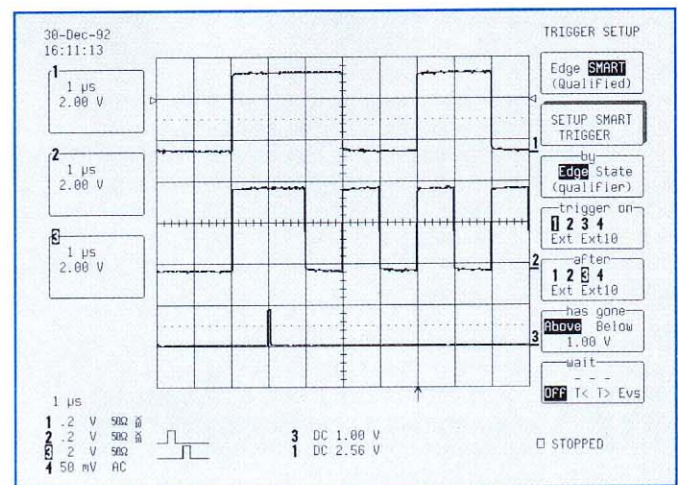 30-Dec-92
16:11:13
TRIGGER SETUP
1
1 µs
2.00 V
2
1 µs
2.00 V
3
1 µs
2.00 V
1
2
3
Edge SMART
(Qualified)
SETUP SMART
TRIGGER
by
Edge State
(qualifier)
trigger on
1 2 3 4
Ext Ext10
after
1 2 3 4
Ext Ext10
has gone
Above Below
1.00 V
wait
- - -
OFF T< T> Evs
1 µs
1 .2 V 50Ω
2 .2 V 50Ω
3 2 V 50Ω
4 50 mV AC
3 DC 1.00 V
1 DC 2.56 V
STOPPED